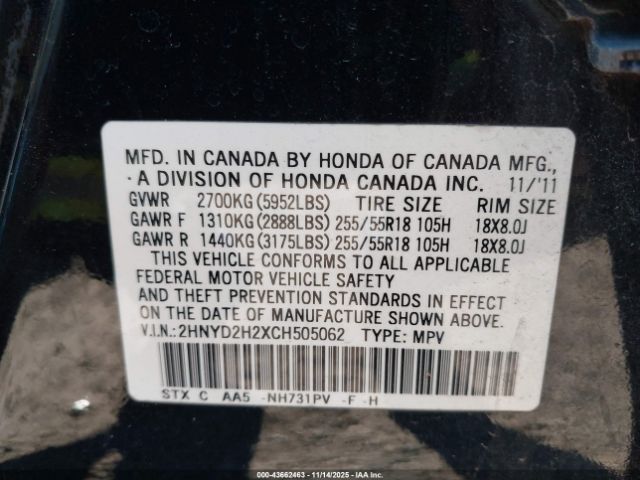 MFD. IN CANADA BY HONDA OF CANADA MFG.,
A DIVISION OF HONDA CANADA INC. 11/'11
GVWR 2700KG(5952LBS) TIRE SIZE RIM SIZE
GAWR F 1310KG(2888LBS) 255/55R18 105H 18X8.0J
GAWR R 1440KG(3175LBS) 255/55R18 105H 18X8.0J
THIS VEHICLE CONFORMS TO ALL APPLICABLE
FEDERAL MOTOR VEHICLE SAFETY
AND THEFT PREVENTION STANDARDS IN EFFECT
ON THE DATE OF MANUFACTURE SHOWN ABOVE.
V.I.N.:2HNYD2H2XCH505062 TYPE: MPV
STX C AA5 -NH731PV -F -H
000-43662463 | 11/14/2025 | IAA Inc.